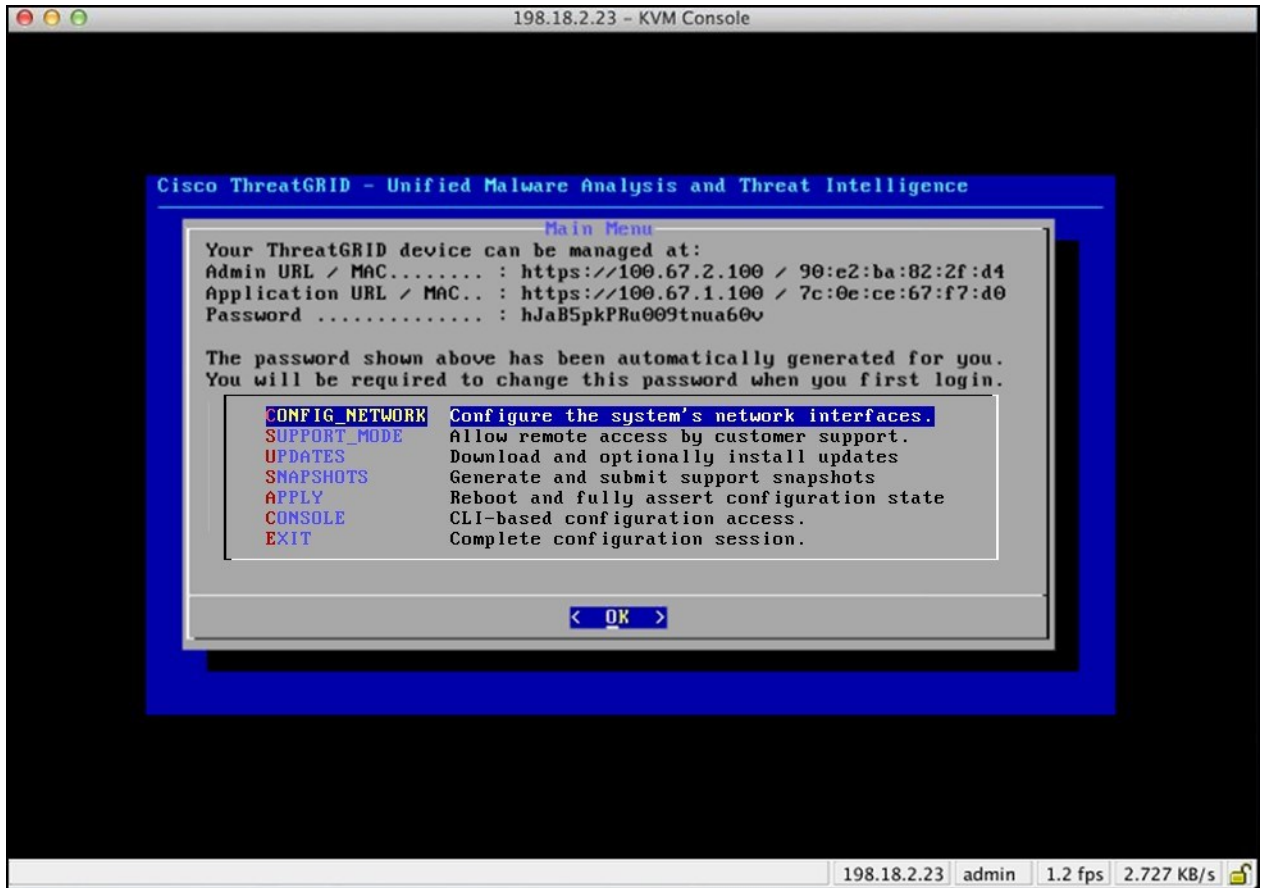 198.18.2.23 – KVM Console
Cisco ThreatGRID - Unified Malware Analysis and Threat Intelligence
Main Menu
Your ThreatGRID device can be managed at:
Admin URL / MAC........ : https://100.67.2.100 / 90:e2:ba:82:2f:d4
Application URL / MAC.. : https://100.67.1.100 / 7c:0e:ce:67:f7:d0
Password .............. : hJaB5pkPRu009tnua60v
The password shown above has been automatically generated for you.
You will be required to change this password when you first login.
CONFIG_NETWORK Configure the system's network interfaces.
SUPPORT_MODE Allow remote access by customer support.
UPDATES Download and optionally install updates
SNAPSHOTS Generate and submit support snapshots
APPLY Reboot and fully assert configuration state
CONSOLE CLI-based configuration access.
EXIT Complete configuration session.
< OK >
198.18.2.23 admin 1.2 fps 2.727 KB/s